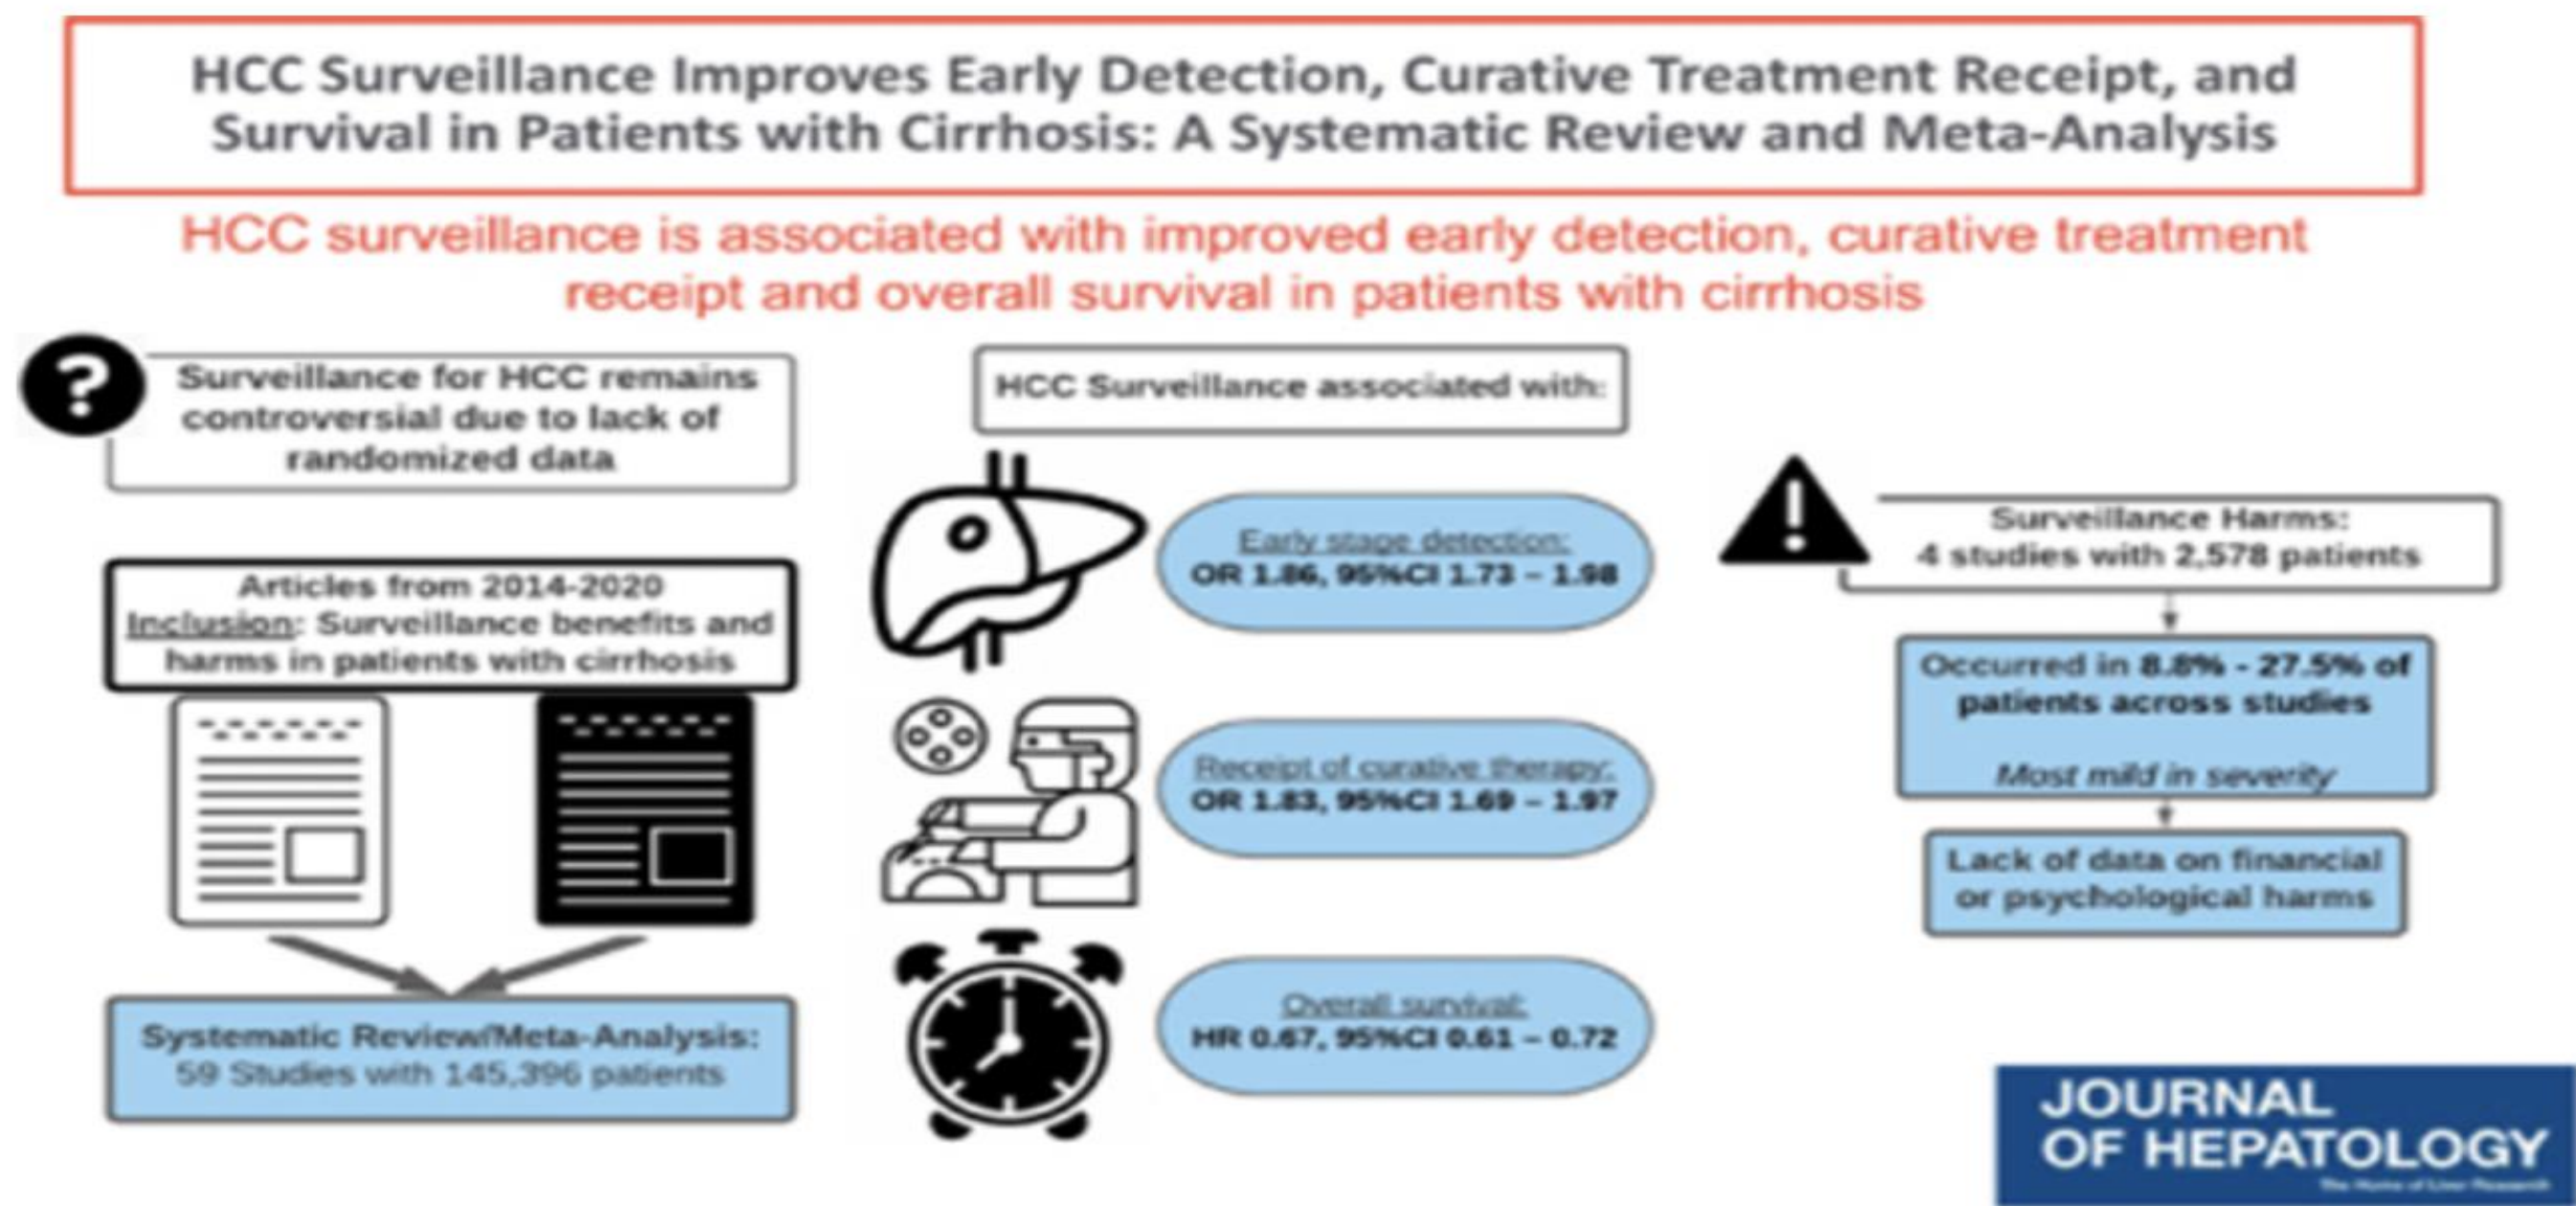 HCC Surveillance Improves Early Detection, Curative Treatment Receipt, and
Survival in Patients with Cirrhosis: A Systematic Review and Meta-Analysis
HCC surveillance is associated with improved early detection, curative treatment
receipt and overall survival in patients with cirrhosis
?
Surveillance for HCC remains
controversial due to lack of
randomized data
Articles from 2014-2020
Inclusion: Surveillance benefits and
harms in patients with cirrhosis
Systematic Review/Meta-Analysis:
59 Studies with 145,396 patients
HCC Surveillance associated with:
Early stage detection:
OR 1.86, 95%CI 1.73 – 1.98
Receipt of curative therapy:
OR 1.83, 95%CI 1.69 – 1.97
Overall survival:
HR 0.67, 95%CI 0.61 – 0.72
!
Surveillance Harms:
4 studies with 2,578 patients
Occurred in 8.8% - 27.5% of
patients across studies
Most mild in severity
Lack of data on financial
or psychological harms
JOURNAL
OF HEPATOLOGY
The Home of Liver Research